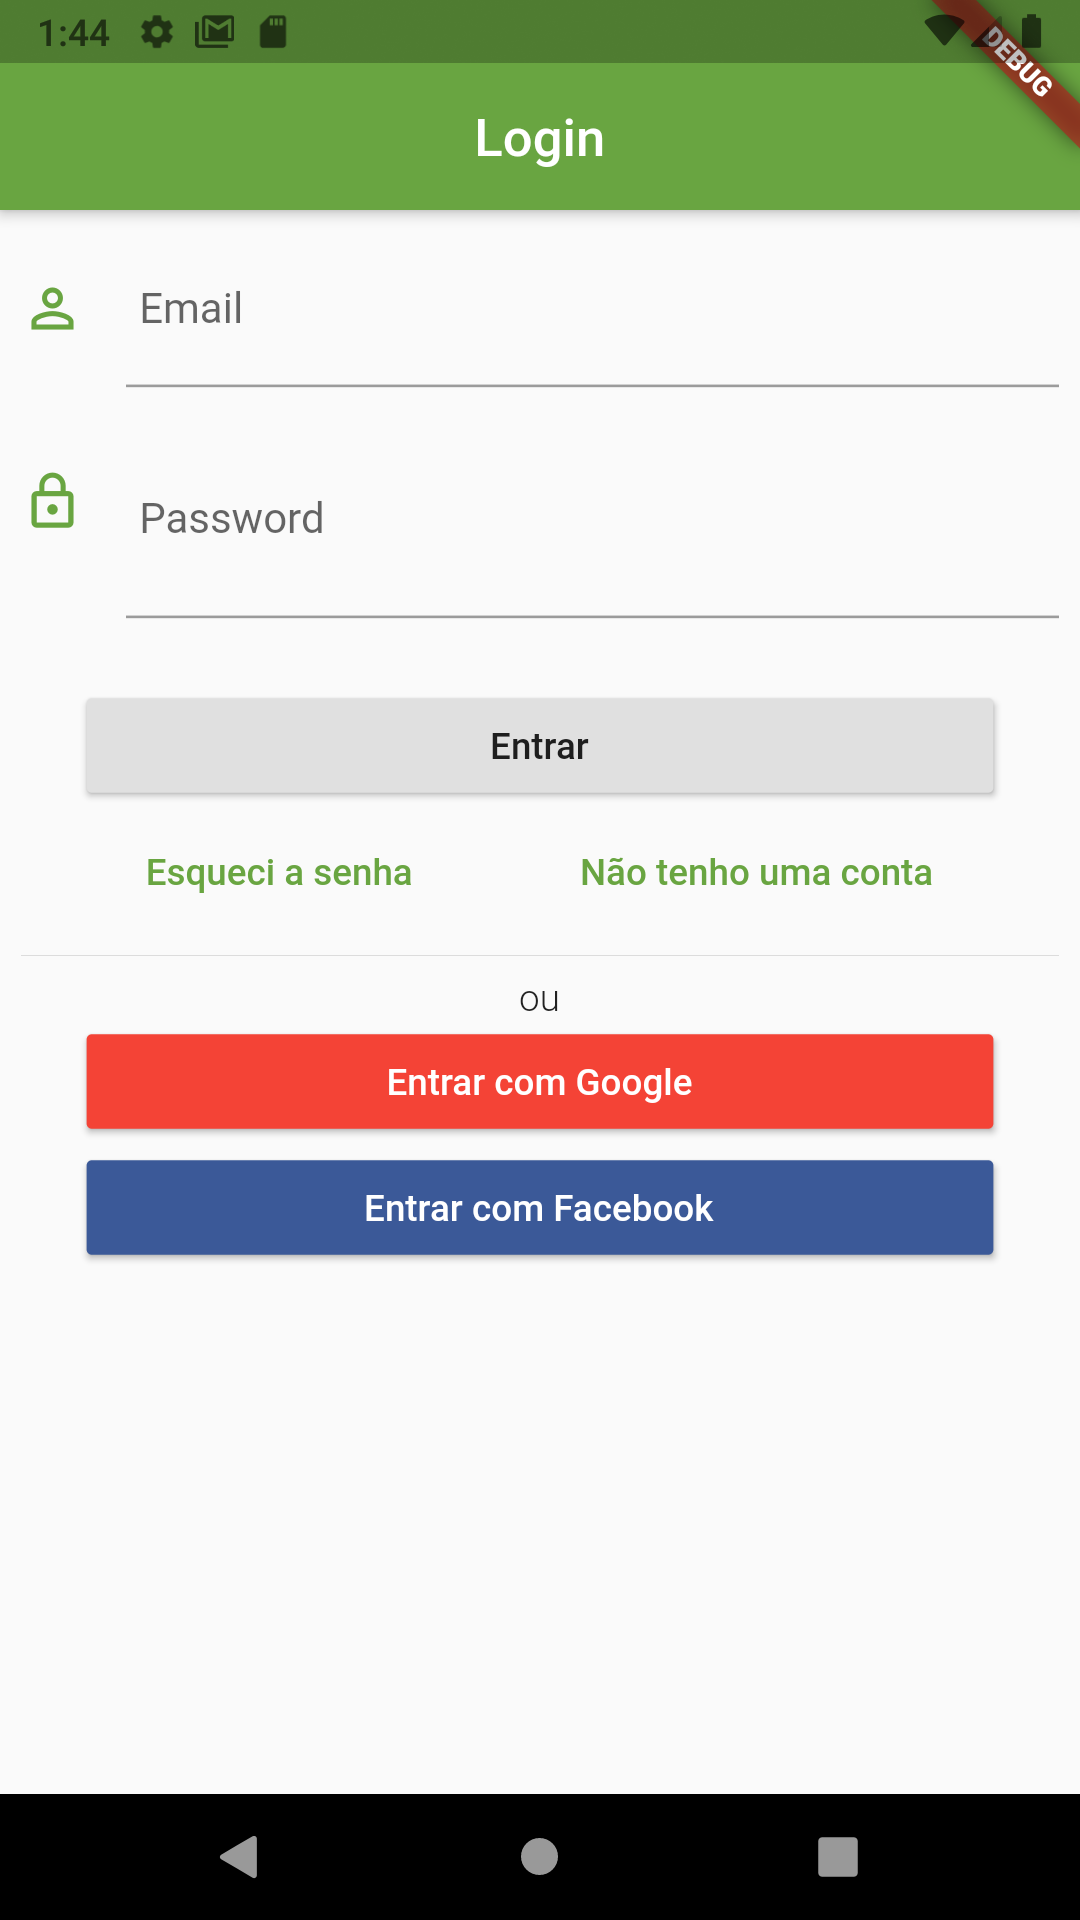 1:44
DEBUG
Login
Email
Password
Entrar
Esqueci a senha
Não tenho uma conta
ou
Entrar com Google
Entrar com Facebook